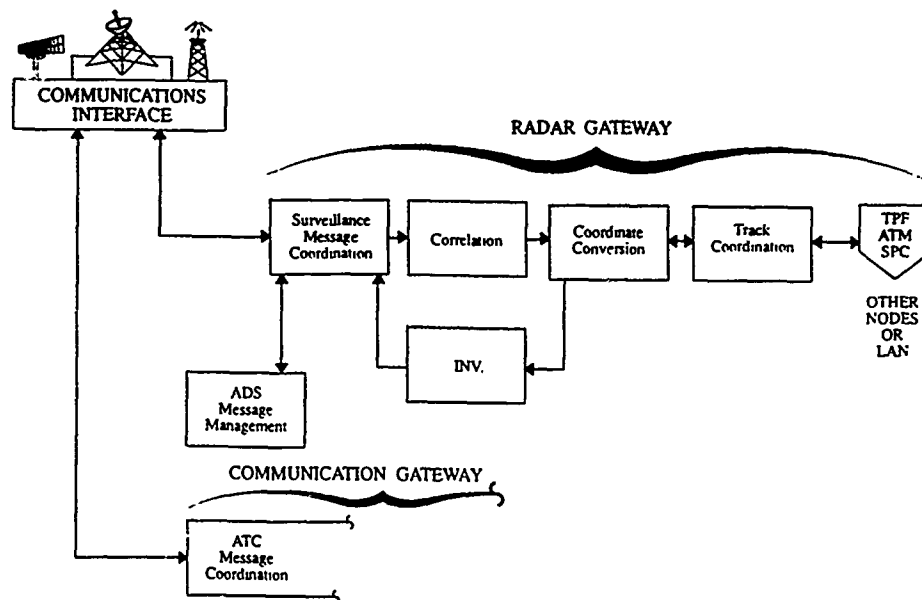 COMMUNICATIONS
INTERFACE
RADAR GATEWAY
Surveillance
Message
Coordination
Correlation
Coordinate
Conversion
Track
Coordination
TPF
ATM
SPC
OTHER
NODES
OR
LAN
INV.
ADS
Message
Management
COMMUNICATION GATEWAY
ATC
Message
Coordination